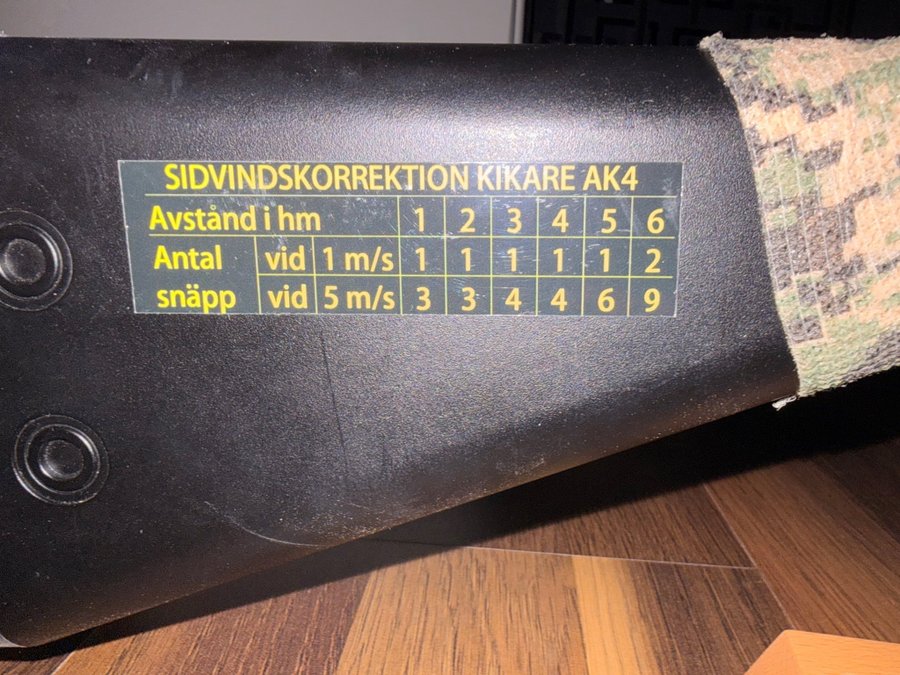 SIDVINDSKORREKTION KIKARE AK4
Avstånd i hm 1 2 3 4 5 6
Antal vid 1 m/s 1 1 1 1 1 2
snäpp vid 5 m/s 3 3 4 4 6 9